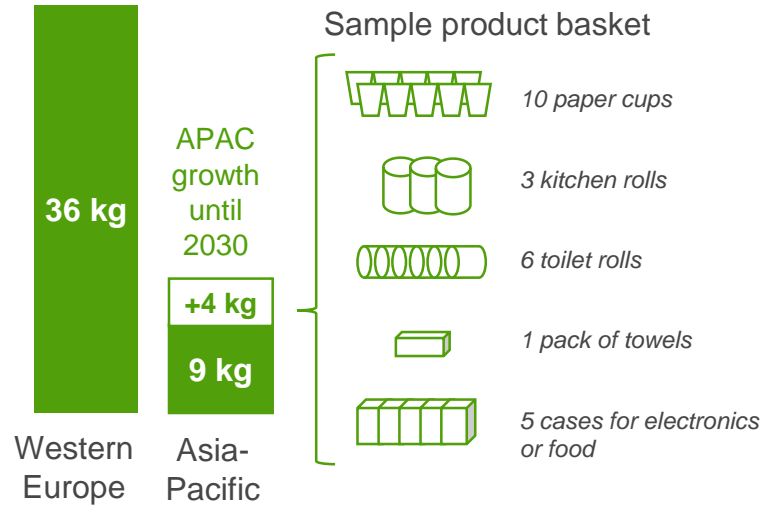 Sample product basket
36 kg
Western
Europe
APAC
growth
until
2030
+4 kg
9 kg
Asia-
Pacific
10 paper cups
3 kitchen rolls
6 toilet rolls
1 pack of towels
5 cases for electronics
or food